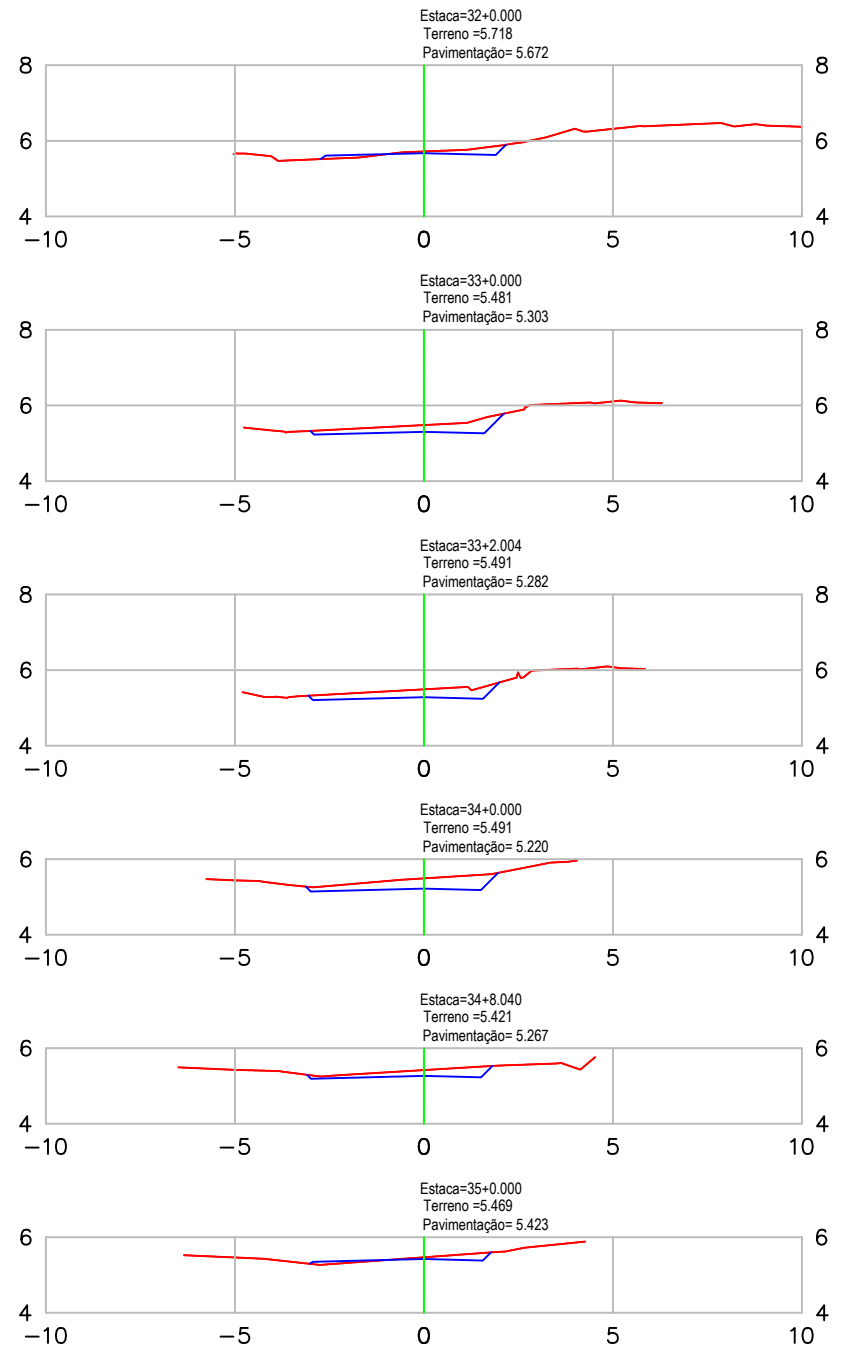 Estaca=32+0.000
Terreno =5.718
Pavimentação= 5.672
8 8
6 6
4 4
−10 −5 0 5 10
Estaca=33+0.000
Terreno =5.481
Pavimentação= 5.303
8 8
6 6
4 4
−10 −5 0 5 10
Estaca=33+2.004
Terreno =5.491
Pavimentação= 5.282
8 8
6 6
4 4
−10 −5 0 5 10
Estaca=34+0.000
Terreno =5.491
Pavimentação= 5.220
6 6
4 4
−10 −5 0 5 10
Estaca=34+8.040
Terreno =5.421
Pavimentação= 5.267
6 6
4 4
−10 −5 0 5 10
Estaca=35+0.000
Terreno =5.469
Pavimentação= 5.423
6 6
4 4
−10 −5 0 5 10